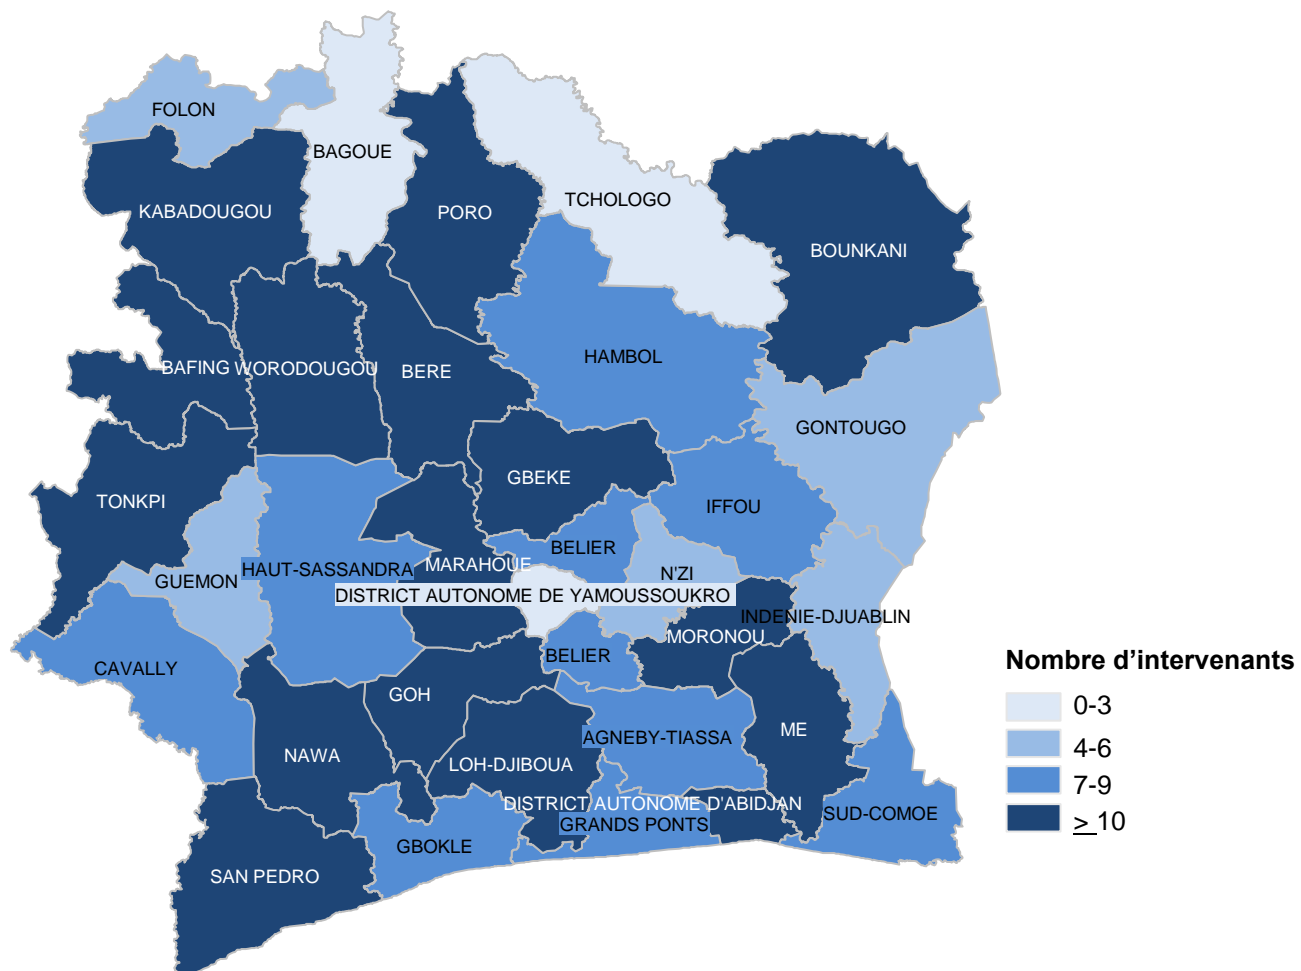 FOLON
BAGOUE
KABADOUGOU
PORO
TCHOLOGO
BOUNKANI
BAFING
WORODOUGOU
BERE
HAMBOL
GONTOUGO
TONKPI
GBEKE
IFFOU
GUEMON
HAUT-SASSANDRA
MARAHOUE
BELIER
N'ZI
DISTRICT AUTONOME DE YAMOUSSOUKRO
INDENIE-DJUABLIN
MORONOU
CAVALLY
BELIER
GOH
NAWA
LOH-DJIBOUA
AGNEBY-TIASSA
ME
DISTRICT AUTONOME D'ABIDJAN
GRANDS PONTS
SUD-COMOE
GBOKLE
SAN PEDRO
Nombre d’intervenants
0-3
4-6
7-9
> 10